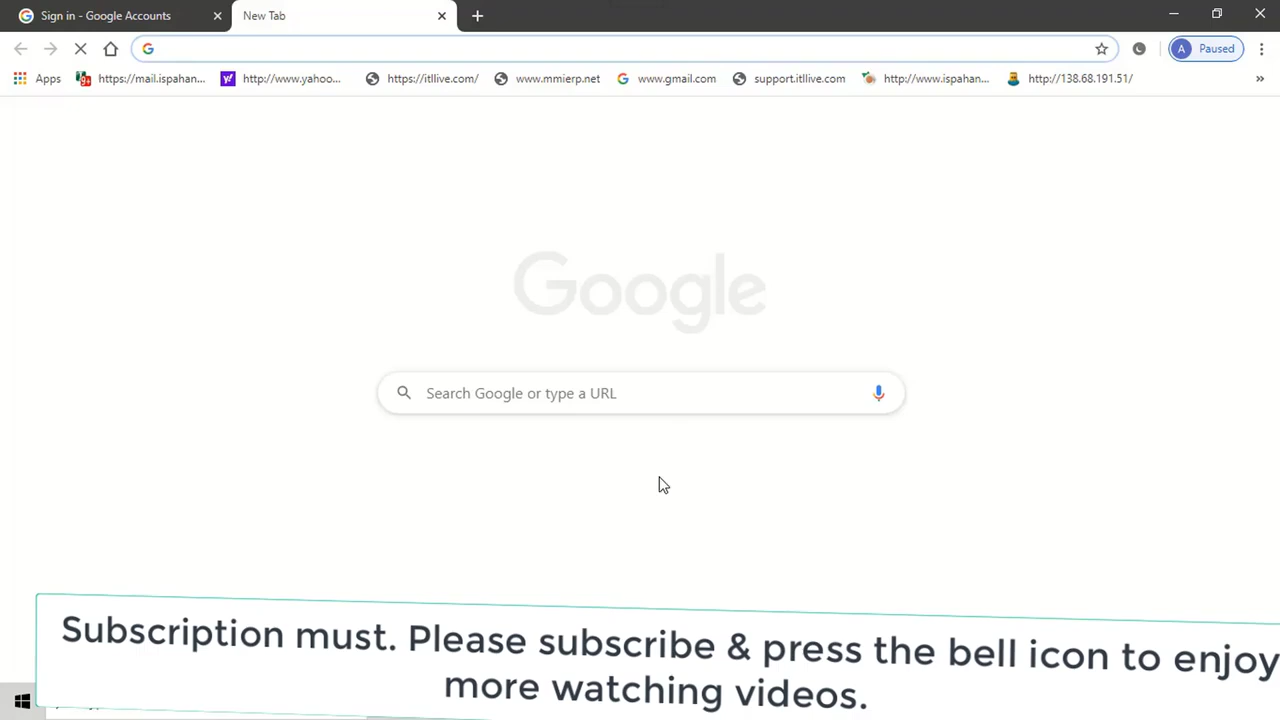 Sign in - Google Accounts
New Tab
Paused
A
Apps
https://mail.ispahan...
http://www.yahoo...
https://itllive.com/
www.mmierp.net
www.gmail.com
support.itllive.com
http://www.ispahan...
http://138.68.191.51/
Google
Search Google or type a URL
Subscription must. Please subscribe & press the bell icon to enjoy
more watching videos.